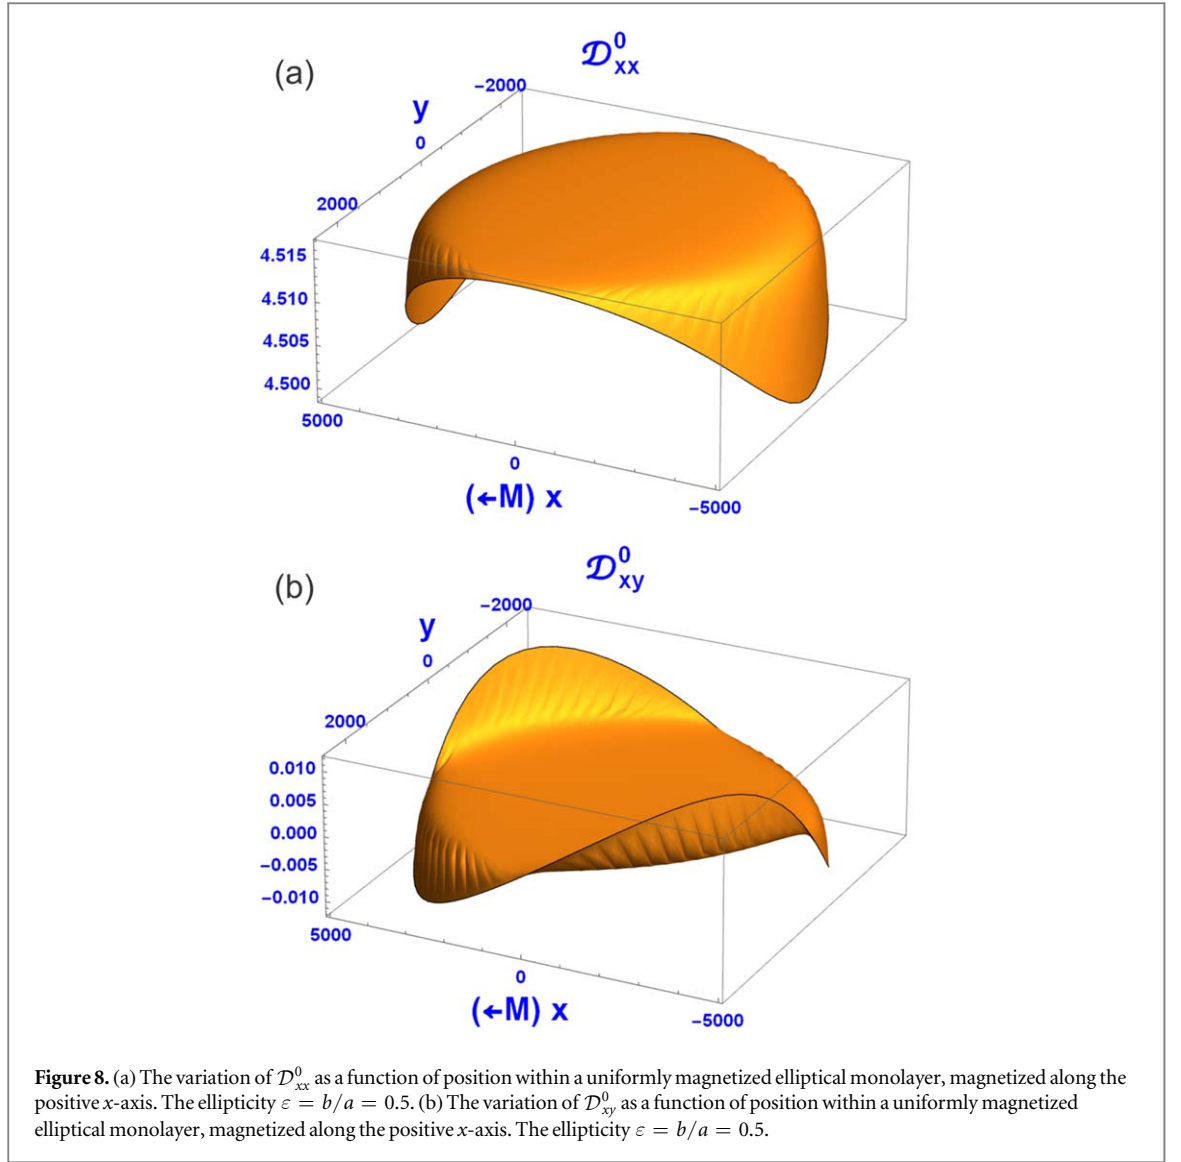 (a)
𝒟⁰xx
y
−2000
0
2000
4.515
4.510
4.505
4.500
5000
0
−5000
(←M) x
(b)
𝒟⁰xy
y
−2000
0
2000
0.010
0.005
0.000
−0.005
−0.010
5000
0
−5000
(←M) x
Figure 8. (a) The variation of 𝒟⁰xx as a function of position within a uniformly magnetized elliptical monolayer, magnetized along the
positive x-axis. The ellipticity ε = b/a = 0.5. (b) The variation of 𝒟⁰xy as a function of position within a uniformly magnetized
elliptical monolayer, magnetized along the positive x-axis. The ellipticity ε = b/a = 0.5.